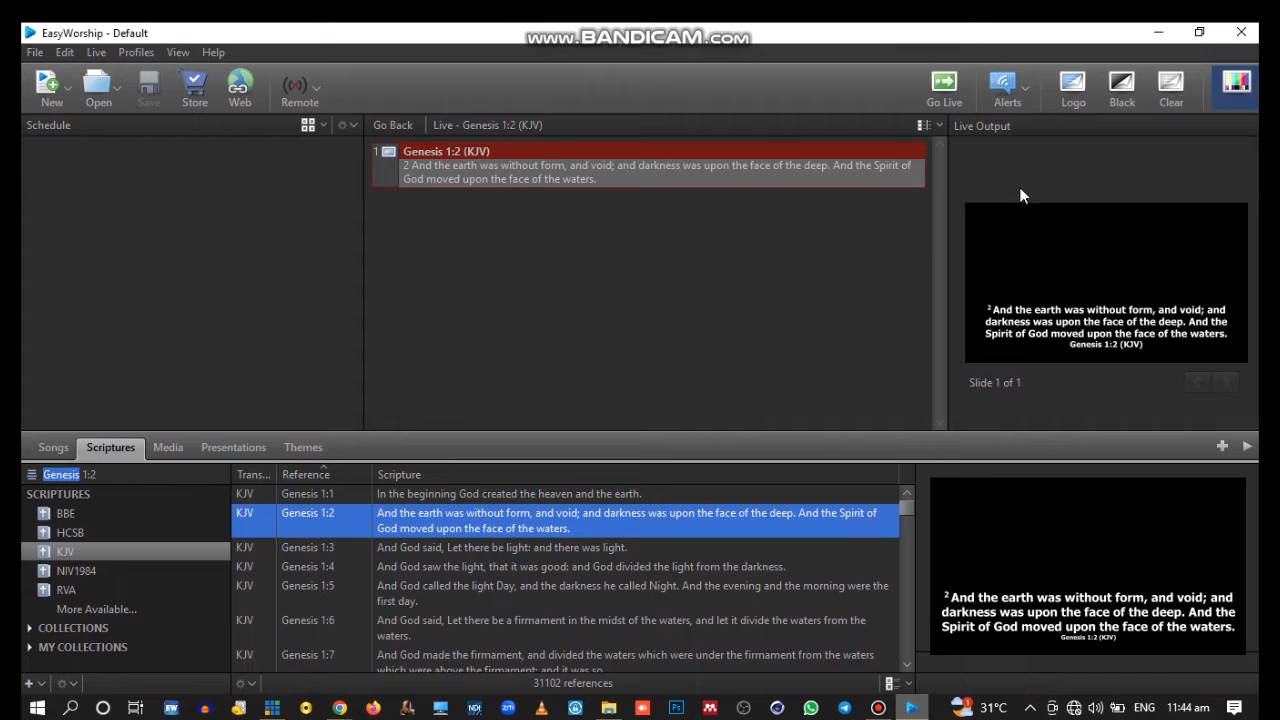 EasyWorship - Default
www.BANDICAM.com
File Edit Live Profiles View Help
New Open Save Store Web Remote Go Live Alerts Logo Black Clear
Schedule
Go Back Live - Genesis 1:2 (KJV)
Live Output
1 Genesis 1:2 (KJV)
2 And the earth was without form, and void; and darkness was upon the face of the deep. And the Spirit of
God moved upon the face of the waters.
2 And the earth was without form, and void; and
darkness was upon the face of the deep. And the
Spirit of God moved upon the face of the waters.
Genesis 1:2 (KJV)
Slide 1 of 1
Songs Scriptures Media Presentations Themes
Genesis 1:2
Trans... Reference Scripture
SCRIPTURES
BBE
HCSB
KJV
NIV1984
RVA
More Available...
COLLECTIONS
MY COLLECTIONS
KJV Genesis 1:1 In the beginning God created the heaven and the earth.
KJV Genesis 1:2 And the earth was without form, and void; and darkness was upon the face of the deep. And the Spirit of
God moved upon the face of the waters.
KJV Genesis 1:3 And God said, Let there be light: and there was light.
KJV Genesis 1:4 And God saw the light, that it was good: and God divided the light from the darkness.
KJV Genesis 1:5 And God called the light Day, and the darkness he called Night. And the evening and the morning were the
first day.
KJV Genesis 1:6 And God said, Let there be a firmament in the midst of the waters, and let it divide the waters from the
waters.
KJV Genesis 1:7 And God made the firmament, and divided the waters which were under the firmament from the waters
which were above the firmament: and it was so.
31102 references
2 And the earth was without form, and void; and
darkness was upon the face of the deep. And the
Spirit of God moved upon the face of the waters.
Genesis 1:2 (KJV)
EW NDI zm Ps
31°C ENG 11:44 am